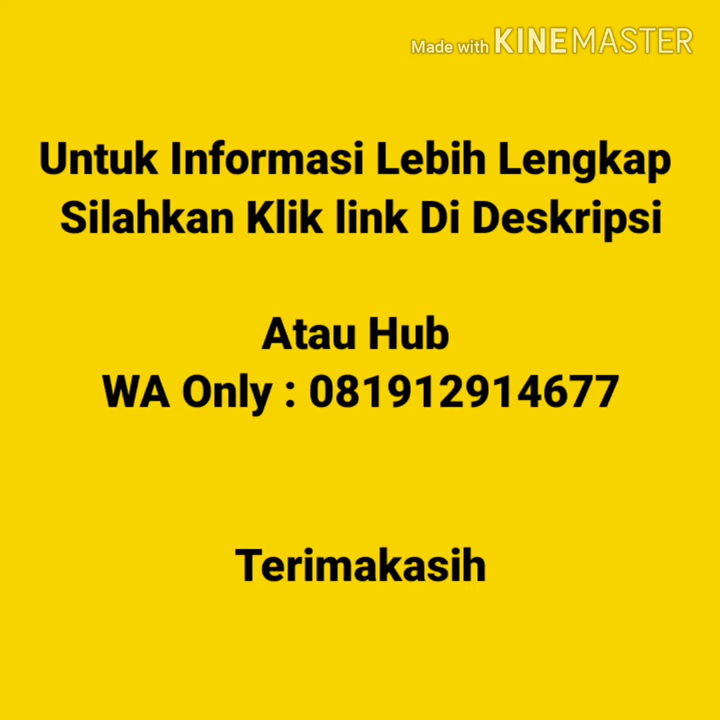 Made with KINEMASTER
Untuk Informasi Lebih Lengkap
Silahkan Klik link Di Deskripsi
Atau Hub
WA Only : 081912914677
Terimakasih